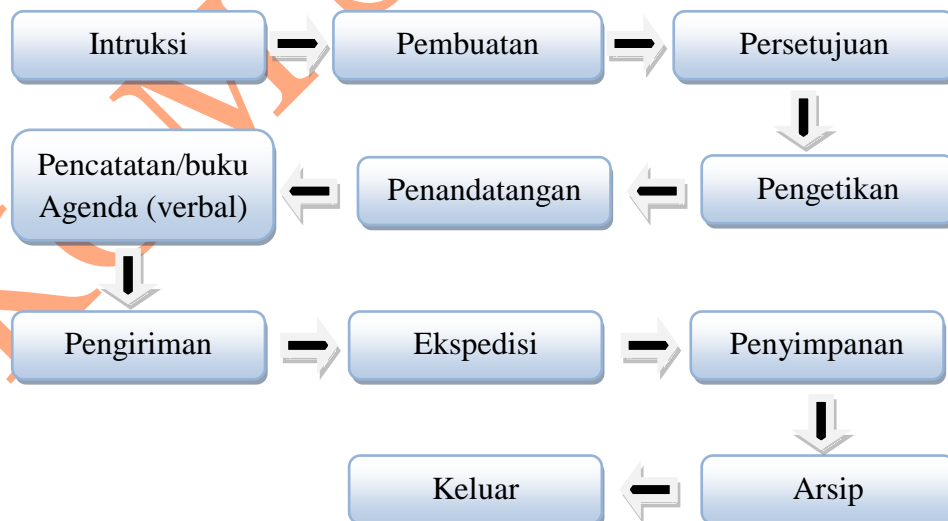 Intruksi
Pembuatan
Persetujuan
Pengetikan
Penandatangan
Pencatatan/buku
Agenda (verbal)
Pengiriman
Ekspedisi
Penyimpanan
Arsip
Keluar